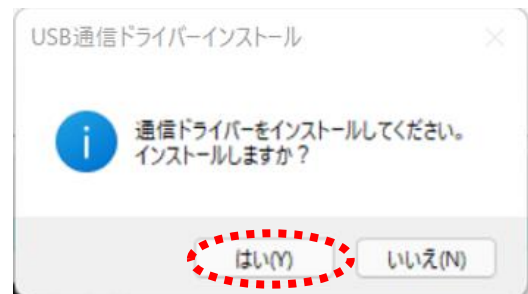 USB通信ドライバーインストール
通信ドライバーをインストールしてください。
インストールしますか？
はい(Y)
いいえ(N)